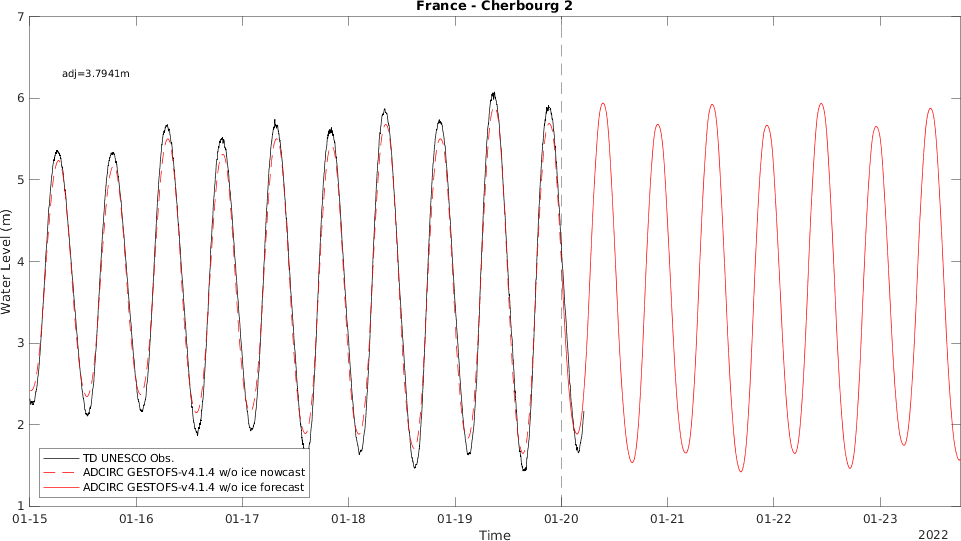 France - Cherbourg 2
7
adj=3.7941m
6
5
4
3
2
1
Water Level (m)
TD UNESCO Obs.
ADCIRC GESTOFS-v4.1.4 w/o ice nowcast
ADCIRC GESTOFS-v4.1.4 w/o ice forecast
01-15 01-16 01-17 01-18 01-19 01-20 01-21 01-22 01-23
Time
2022